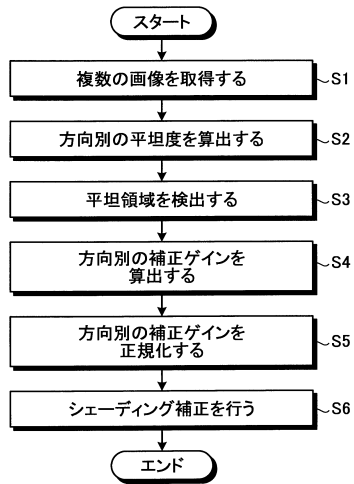 スタート
複数の画像を取得する S1
方向別の平坦度を算出する S2
平坦領域を検出する S3
方向別の補正ゲインを
算出する S4
方向別の補正ゲインを
正規化する S5
シェーディング補正を行う S6
エンド